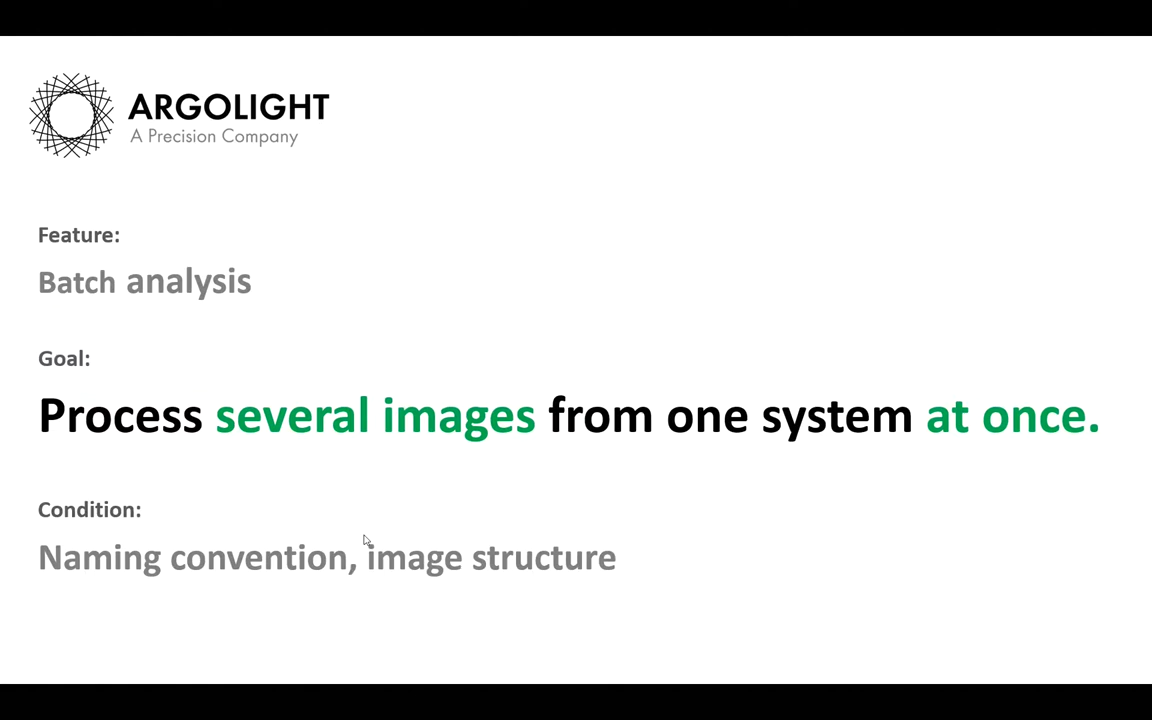 ARGOLIGHT
A Precision Company
Feature:
Batch analysis
Goal:
Process several images from one system at once.
Condition:
Naming convention, image structure